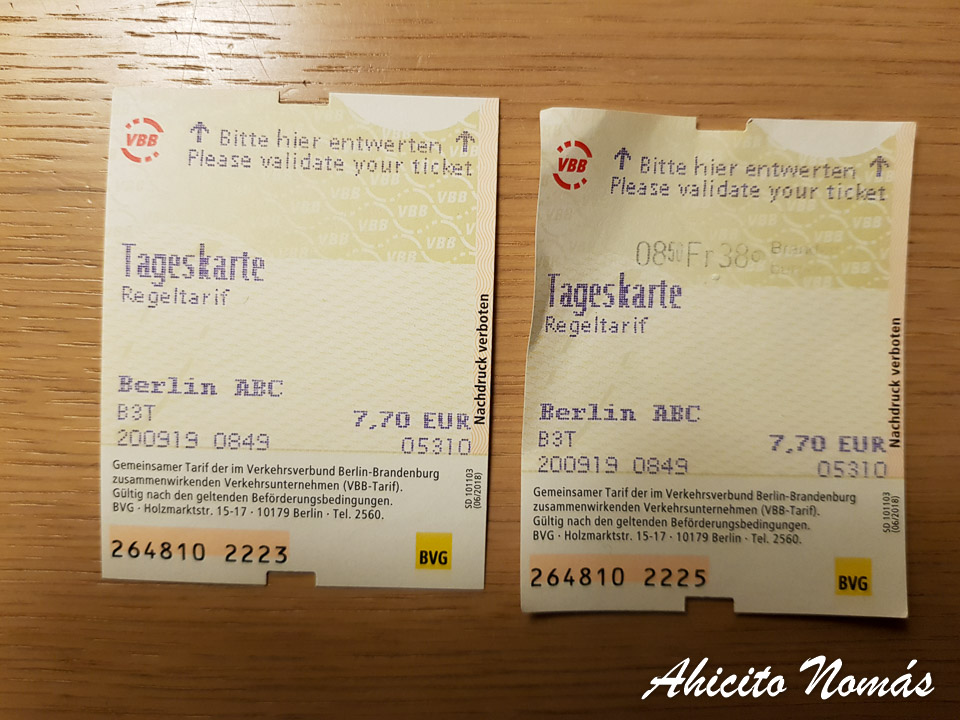 VBB
↑ Bitte hier entwerten ↑
Please validate your ticket
Tageskarte
Regeltarif
Berlin ABC
B3T 7,70 EUR
200919 0849 05310
Nachdruck verboten
Gemeinsamer Tarif der im Verkehrsverbund Berlin-Brandenburg
zusammenwirkenden Verkehrsunternehmen (VBB-Tarif).
Gültig nach den geltenden Beförderungsbedingungen.
BVG · Holzmarktstr. 15-17 · 10179 Berlin · Tel. 2560.
SD 101103
(06/2018)
264810 2223
BVG
VBB
↑ Bitte hier entwerten ↑
Please validate your ticket
0850 Fr38
Tageskarte
Regeltarif
Berlin ABC
B3T 7,70 EUR
200919 0849 05310
Nachdruck verboten
Gemeinsamer Tarif der im Verkehrsverbund Berlin-Brandenburg
zusammenwirkenden Verkehrsunternehmen (VBB-Tarif).
Gültig nach den geltenden Beförderungsbedingungen.
BVG · Holzmarktstr. 15-17 · 10179 Berlin · Tel. 2560.
SD 101103
(06/2018)
264810 2225
BVG
Ahicito Nomás